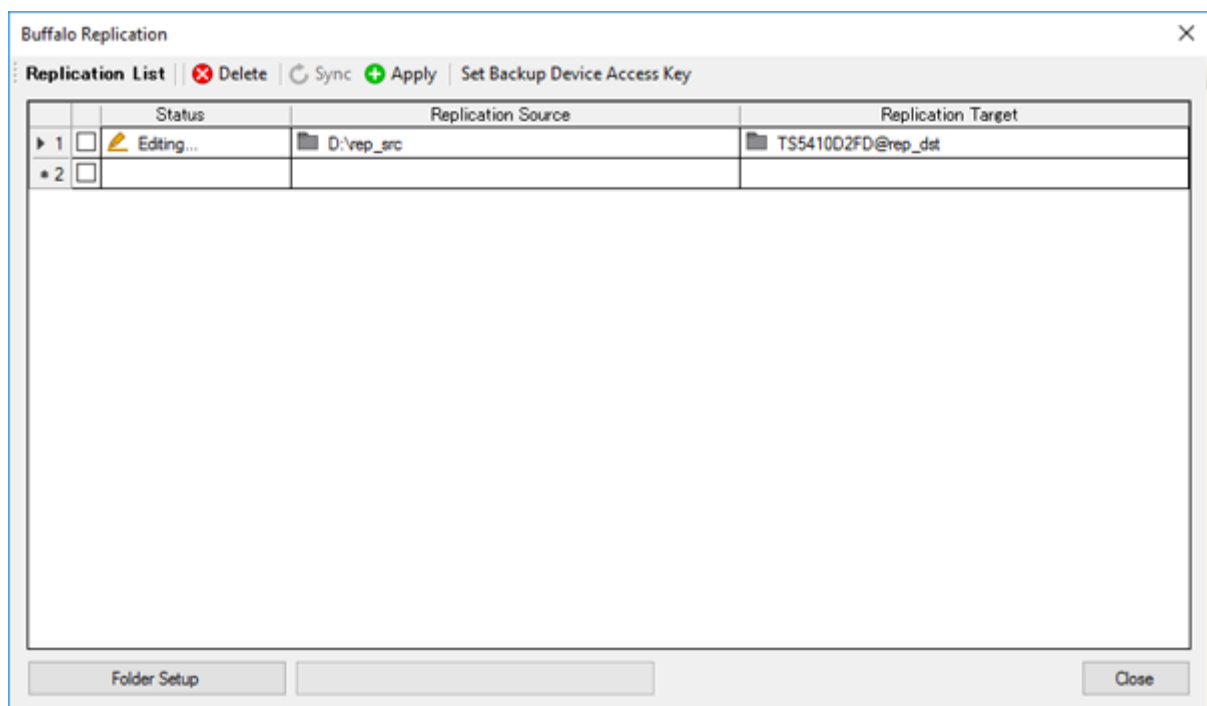 Buffalo Replication
Replication List Delete Sync Apply Set Backup Device Access Key
Status Replication Source Replication Target
1 Editing... D:\rep_src TS5410D2FD@rep_dst
2
Folder Setup Close